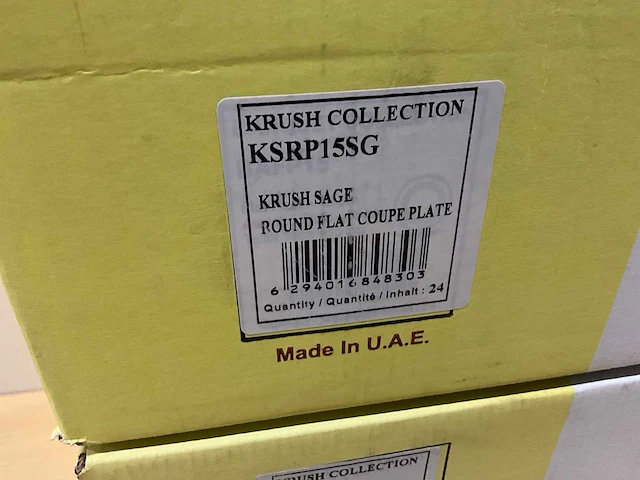 KRUSH COLLECTION
KSRP15SG
KRUSH SAGE
ROUND FLAT COUPE PLATE
6 294016 848303
Quantity / Quantité / Inhalt : 24
Made In U.A.E.
KRUSH COLLECTION